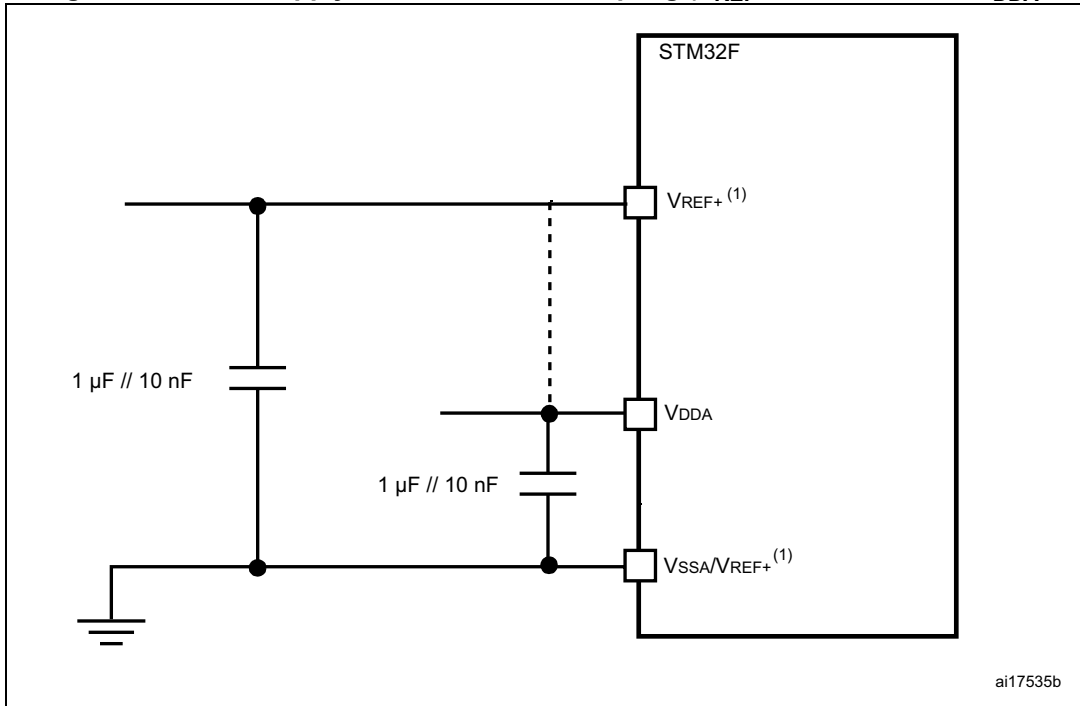 STM32F
VREF+ (1)
1 µF // 10 nF
VDDA
1 µF // 10 nF
VSSA/VREF+ (1)
ai17535b